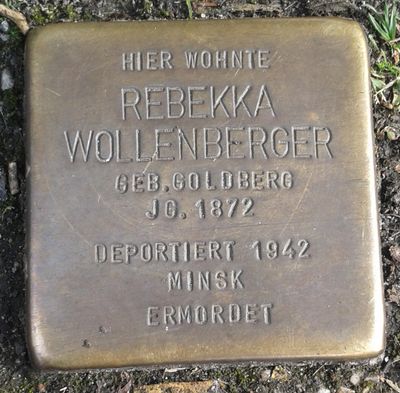 HIER WOHNTE
REBEKKA
WOLLENBERGER
GEB. GOLDBERG
JG. 1872
DEPORTIERT 1942
MINSK
ERMORDET